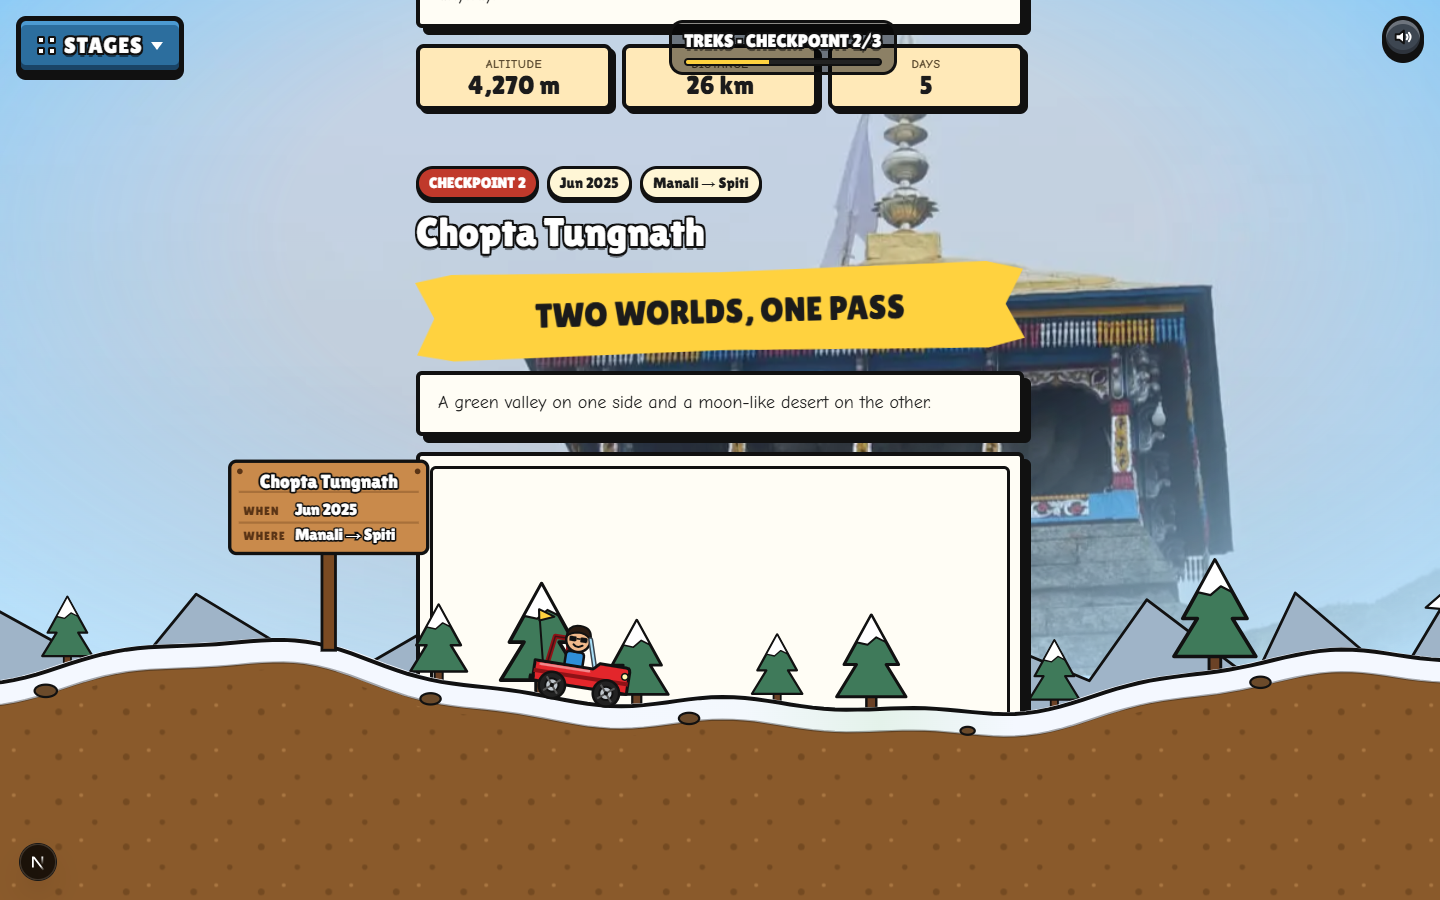 STAGES
TREKS · CHECKPOINT 2/3
ALTITUDE
4,270 m
DISTANCE
26 km
DAYS
5
CHECKPOINT 2
Jun 2025
Manali → Spiti
Chopta Tungnath
TWO WORLDS, ONE PASS
A green valley on one side and a moon-like desert on the other.
Chopta Tungnath
WHEN Jun 2025
WHERE Manali → Spiti
N